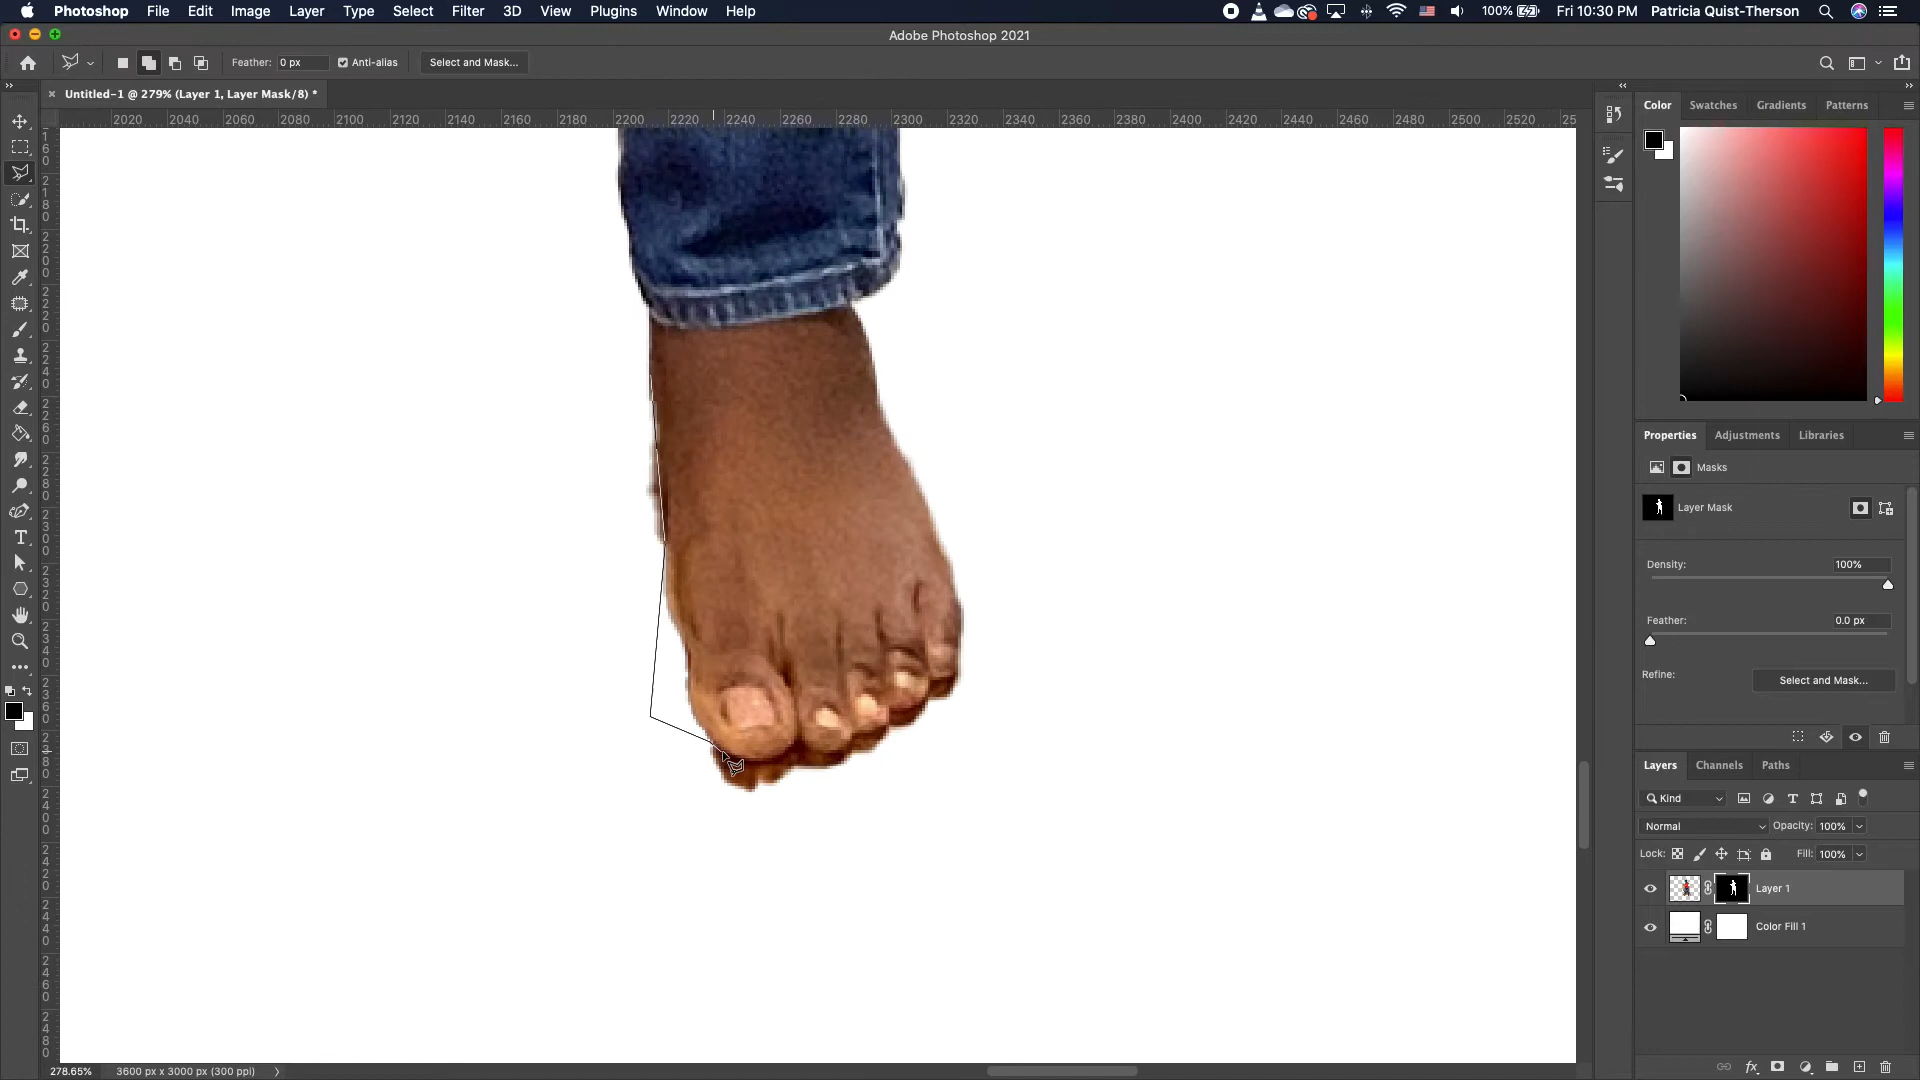 Photoshop File Edit Image Layer Type Select Filter 3D View Plugins Window Help 100% Fri 10:30 PM Patricia Quist-Therson
Adobe Photoshop 2021
Feather: 0 px Anti-alias Select and Mask...
Untitled-1 @ 279% (Layer 1, Layer Mask/8) *
2020 2040 2060 2080 2100 2120 2140 2160 2180 2200 2220 2240 2260 2280 2300 2320 2340 2360 2380 2400 2420 2440 2460 2480 2500 2520 25
Color Swatches Gradients Patterns
Properties Adjustments Libraries
Masks
Layer Mask
Density: 100%
Feather: 0.0 px
Refine: Select and Mask...
Layers Channels Paths
Kind
Normal Opacity: 100%
Lock: Fill: 100%
Layer 1
Color Fill 1
278.65% 3600 px x 3000 px (300 ppi)